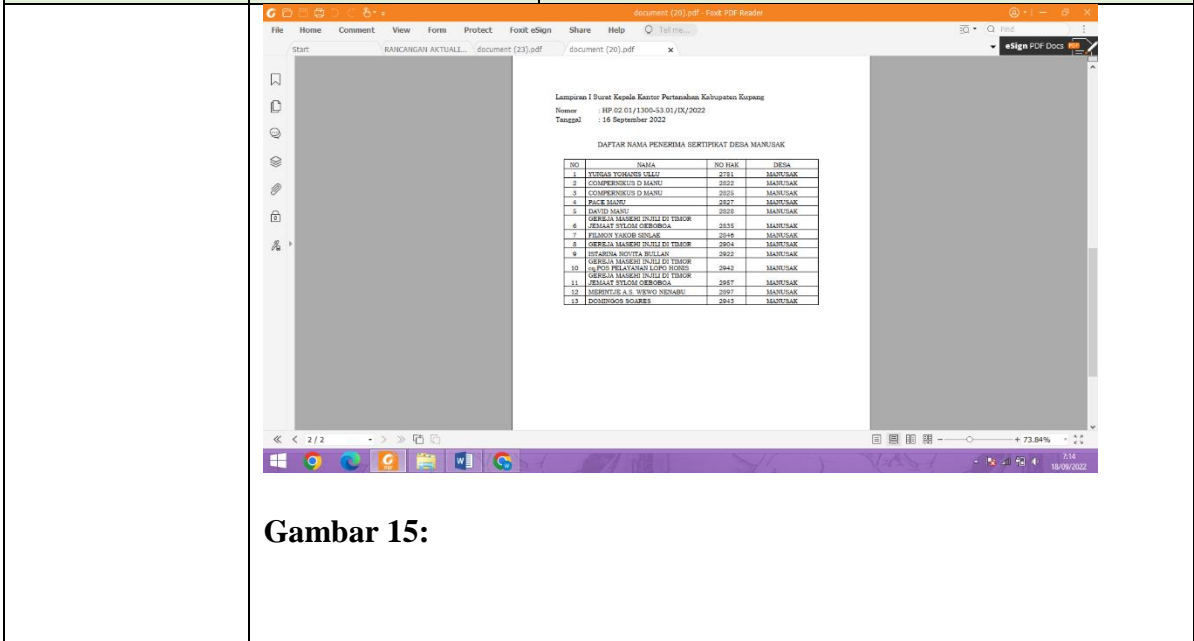 document (20).pdf - Foxit PDF Reader
File Home Comment View Form Protect Foxit eSign Share Help Tell me... Find
Start RANCANGAN AKTUALI... document (23).pdf document (20).pdf eSign PDF Docs
Lampiran I Surat Kepala Kantor Pertanahan Kabupaten Kupang
Nomor : HP.02.01/1300-53.01/IX/2022
Tanggal : 16 September 2022
DAFTAR NAMA PENERIMA SERTIPIKAT DESA MANUSAK
NO NAMA NO HAK DESA
1 YUNIAS YOHANIS ULLU 2781 MANUSAK
2 COMPERNIKUS D MANU 2822 MANUSAK
3 COMPERNIKUS D MANU 2825 MANUSAK
4 PACE MANU 2827 MANUSAK
5 DAVID MANU 2828 MANUSAK
GEREJA MASEHI INJILI DI TIMOR
6 JEMAAT SYLOM OEBOBOA 2835 MANUSAK
7 FILMON YAKOB SINLAE 2846 MANUSAK
8 GEREJA MASEHI INJILI DI TIMOR 2904 MANUSAK
9 ISTARINA NOVITA BULLAN 2922 MANUSAK
GEREJA MASEHI INJILI DI TIMOR
10 cq.POS PELAYANAN LOPO HONIS 2942 MANUSAK
GEREJA MASEHI INJILI DI TIMOR
11 JEMAAT SYLOM OEBOBOA 2957 MANUSAK
12 MERINTJE A.S. WEWO NENABU 2897 MANUSAK
13 DOMINGOS SOARES 2943 MANUSAK
2 / 2 73.84%
7:14
18/09/2022
Gambar 15: